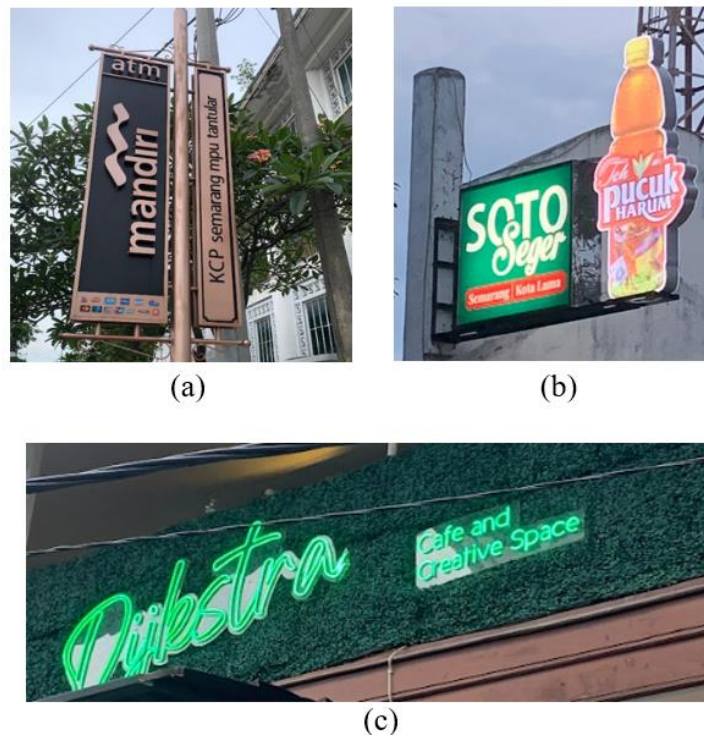 atm
mandiri
KCP semarang mpu tantular
(a)
SOTO
Seger
Semarang | Kota Lama
Teh
pucuk
HARUM
(b)
Dijkstra
Cafe and
Creative Space
(c)